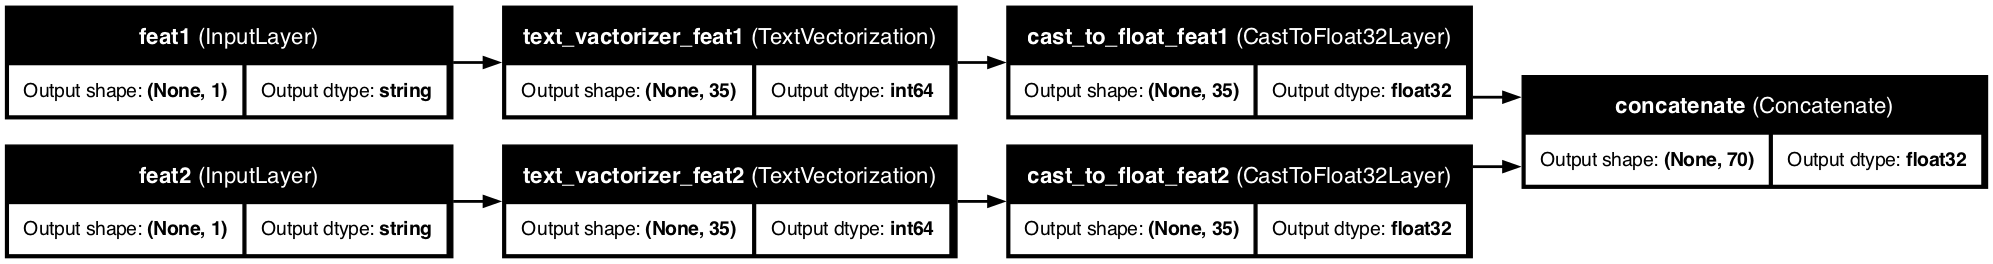 feat1 (InputLayer)
Output shape: (None, 1)
Output dtype: string
text_vactorizer_feat1 (TextVectorization)
Output shape: (None, 35)
Output dtype: int64
cast_to_float_feat1 (CastToFloat32Layer)
Output shape: (None, 35)
Output dtype: float32
feat2 (InputLayer)
Output shape: (None, 1)
Output dtype: string
text_vactorizer_feat2 (TextVectorization)
Output shape: (None, 35)
Output dtype: int64
cast_to_float_feat2 (CastToFloat32Layer)
Output shape: (None, 35)
Output dtype: float32
concatenate (Concatenate)
Output shape: (None, 70)
Output dtype: float32